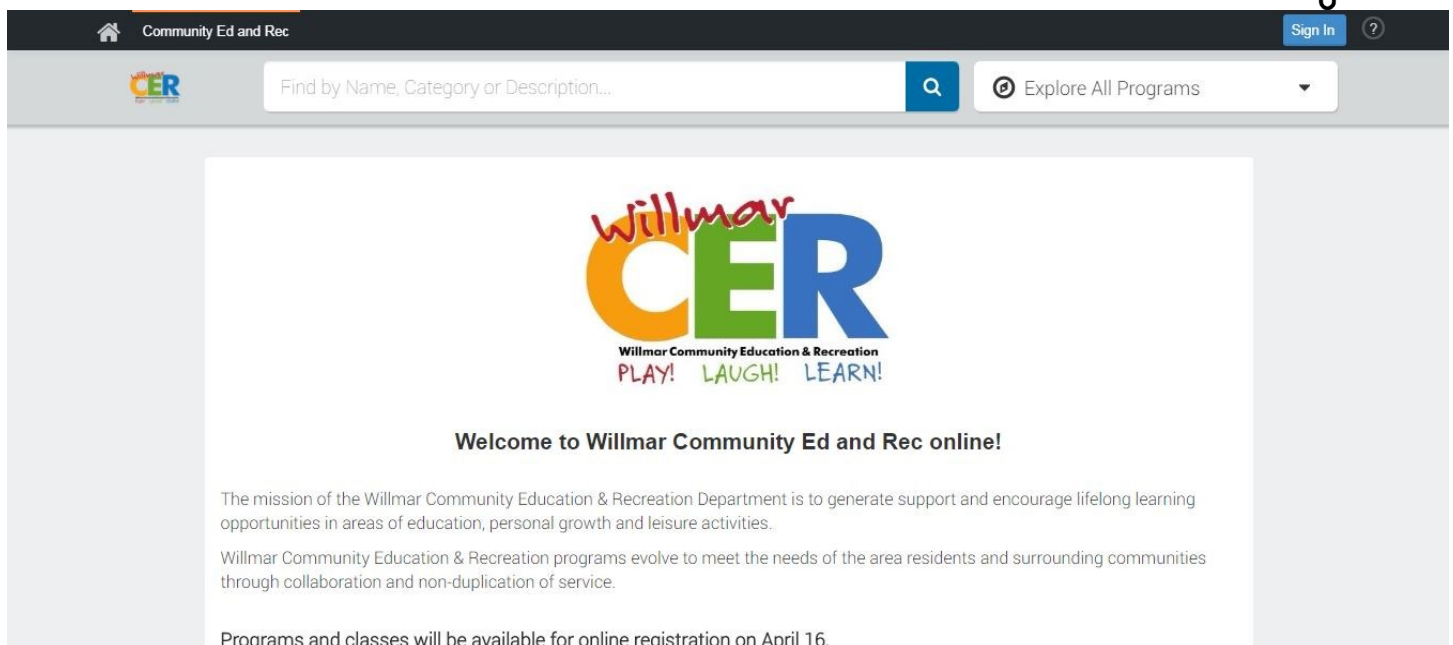 Community Ed and Rec
Sign In
?
CER
Find by Name, Category or Description...
Explore All Programs
Willmar
CER
Willmar Community Education & Recreation
PLAY! LAUGH! LEARN!
Welcome to Willmar Community Ed and Rec online!
The mission of the Willmar Community Education & Recreation Department is to generate support and encourage lifelong learning
opportunities in areas of education, personal growth and leisure activities.
Willmar Community Education & Recreation programs evolve to meet the needs of the area residents and surrounding communities
through collaboration and non-duplication of service.
Programs and classes will be available for online registration on April 16.